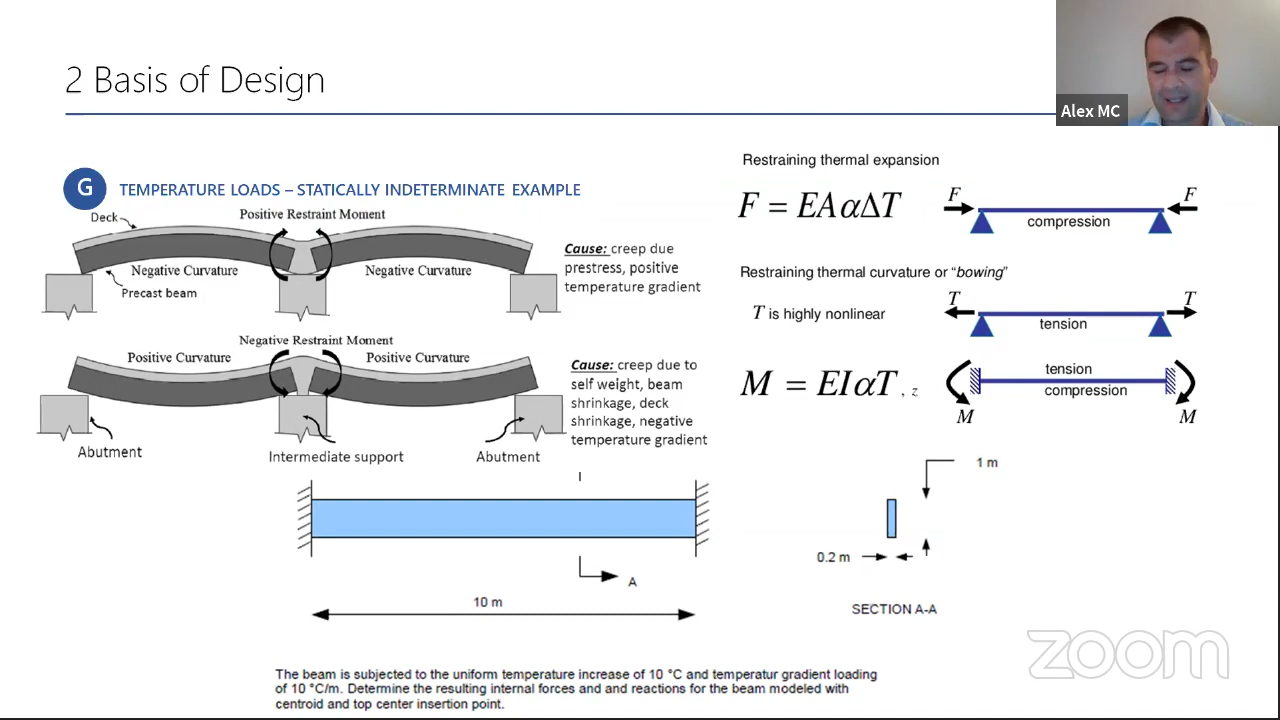 2 Basis of Design
Alex MC
G
TEMPERATURE LOADS – STATICALLY INDETERMINATE EXAMPLE
Deck
Positive Restraint Moment
Negative Curvature
Negative Curvature
Precast beam
Cause: creep due
prestress, positive
temperature gradient
Negative Restraint Moment
Positive Curvature
Positive Curvature
Cause: creep due to
self weight, beam
shrinkage, deck
shrinkage, negative
temperature gradient
Abutment
Intermediate support
Abutment
Restraining thermal expansion
F = EAαΔT
F
F
compression
Restraining thermal curvature or “bowing”
T is highly nonlinear
T
T
tension
M = EIαT , z
tension
compression
M
M
A
10 m
1 m
0.2 m
SECTION A-A
The beam is subjected to the uniform temperature increase of 10 °C and temperatur gradient loading
of 10 °C/m. Determine the resulting internal forces and and reactions for the beam modeled with
centroid and top center insertion point.
zoom